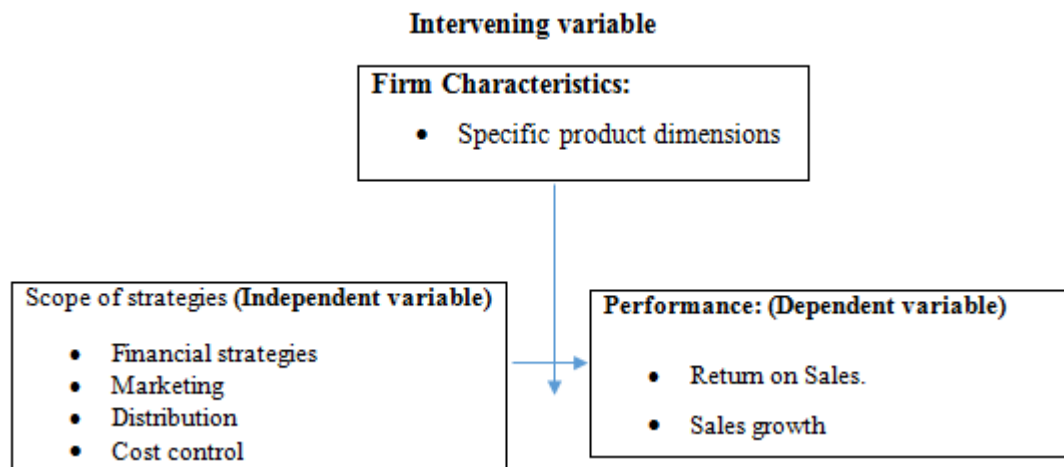 Intervening variable
Firm Characteristics:
• Specific product dimensions
Scope of strategies (Independent variable)
• Financial strategies
• Marketing
• Distribution
• Cost control
Performance: (Dependent variable)
• Return on Sales.
• Sales growth